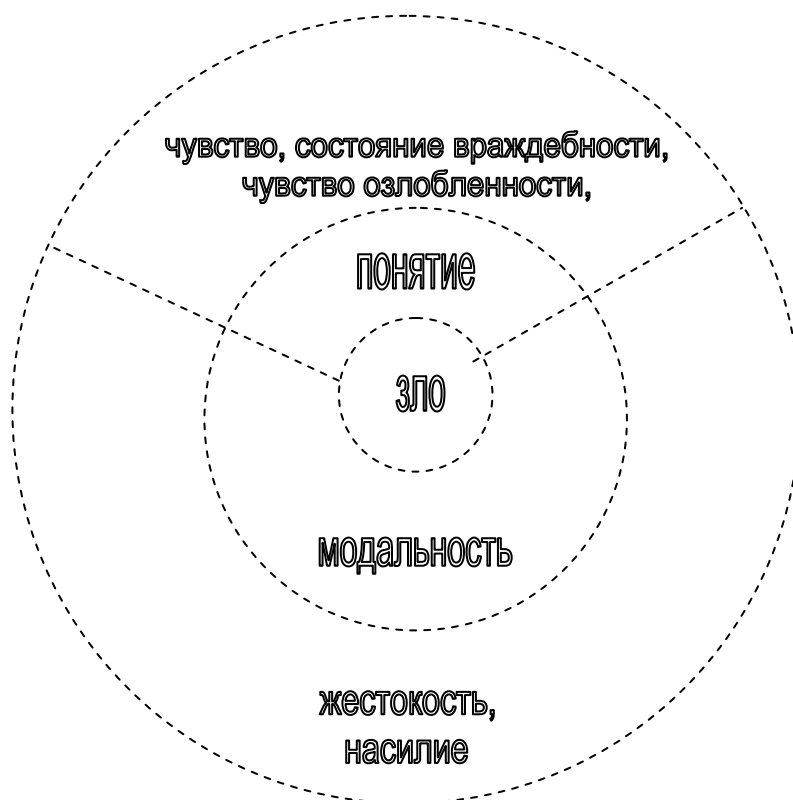 чувство, состояние враждебности,
чувство озлобленности,
понятие
зло
модальность
жестокость,
насилие